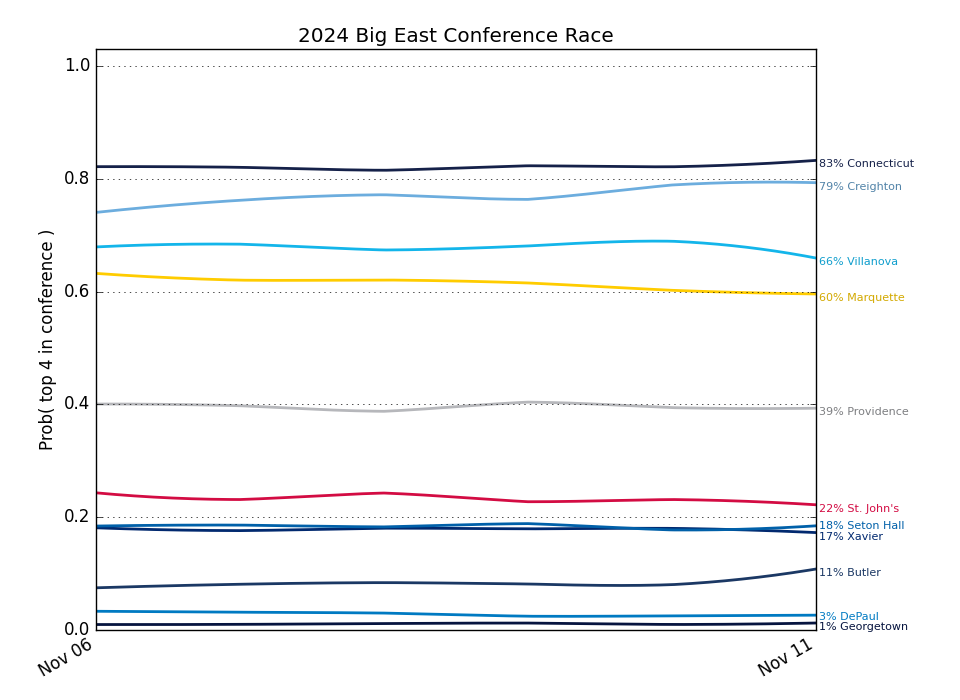 2024 Big East Conference Race
Prob( top 4 in conference )
1.0
0.8
0.6
0.4
0.2
0.0
Nov 06
Nov 11
83% Connecticut
79% Creighton
66% Villanova
60% Marquette
39% Providence
22% St. John's
18% Seton Hall
17% Xavier
11% Butler
3% DePaul
1% Georgetown